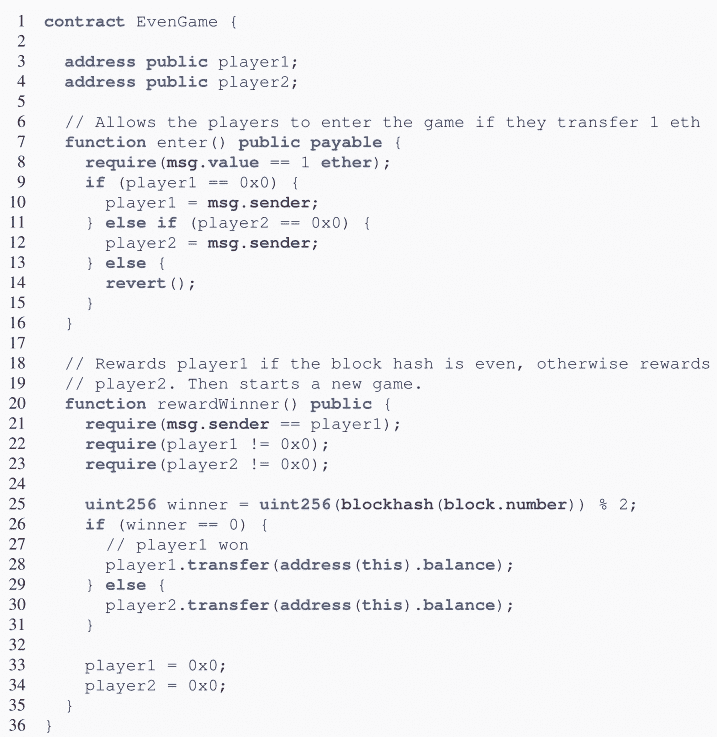 1 contract EvenGame {
2
3 address public player1;
4 address public player2;
5
6 // Allows the players to enter the game if they transfer 1 eth
7 function enter() public payable {
8 require(msg.value == 1 ether);
9 if (player1 == 0x0) {
10 player1 = msg.sender;
11 } else if (player2 == 0x0) {
12 player2 = msg.sender;
13 } else {
14 revert();
15 }
16 }
17
18 // Rewards player1 if the block hash is even, otherwise rewards
19 // player2. Then starts a new game.
20 function rewardWinner() public {
21 require(msg.sender == player1);
22 require(player1 != 0x0);
23 require(player2 != 0x0);
24
25 uint256 winner = uint256(blockhash(block.number)) % 2;
26 if (winner == 0) {
27 // player1 won
28 player1.transfer(address(this).balance);
29 } else {
30 player2.transfer(address(this).balance);
31 }
32
33 player1 = 0x0;
34 player2 = 0x0;
35 }
36 }